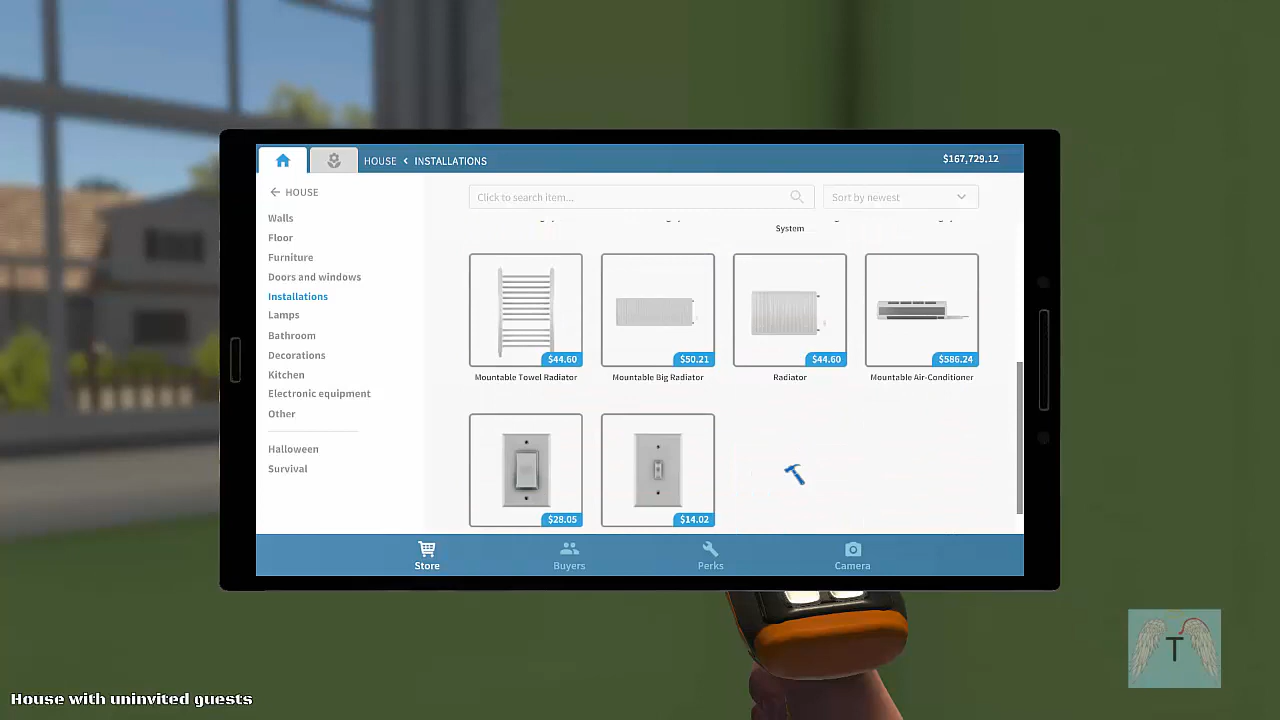 HOUSE < INSTALLATIONS
$167,729.12
HOUSE
Click to search item...
Sort by newest
Walls
Floor
Furniture
Doors and windows
Installations
Lamps
Bathroom
Decorations
Kitchen
Electronic equipment
Other
Halloween
Survival
System
$44.60
$50.21
$44.60
$586.24
Mountable Towel Radiator
Mountable Big Radiator
Radiator
Mountable Air-Conditioner
$28.05
$14.02
Store
Buyers
Perks
Camera
T
House with uninvited guests